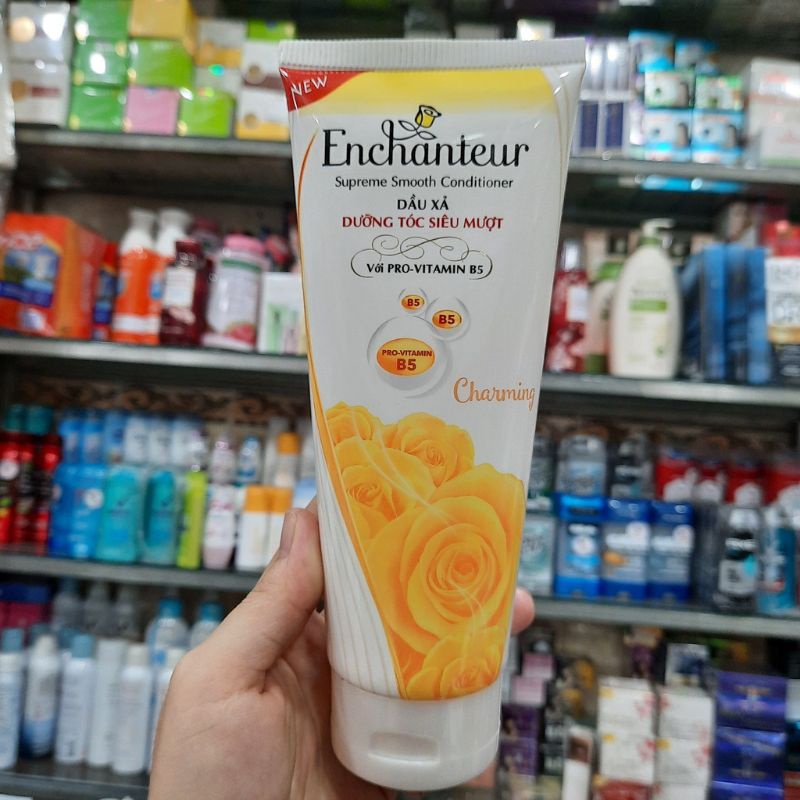 NEW
Enchanteur
Supreme Smooth Conditioner
DẦU XẢ
DƯỠNG TÓC SIÊU MƯỢT
Với PRO-VITAMIN B5
B5
B5
PRO-VITAMIN
B5
Charming